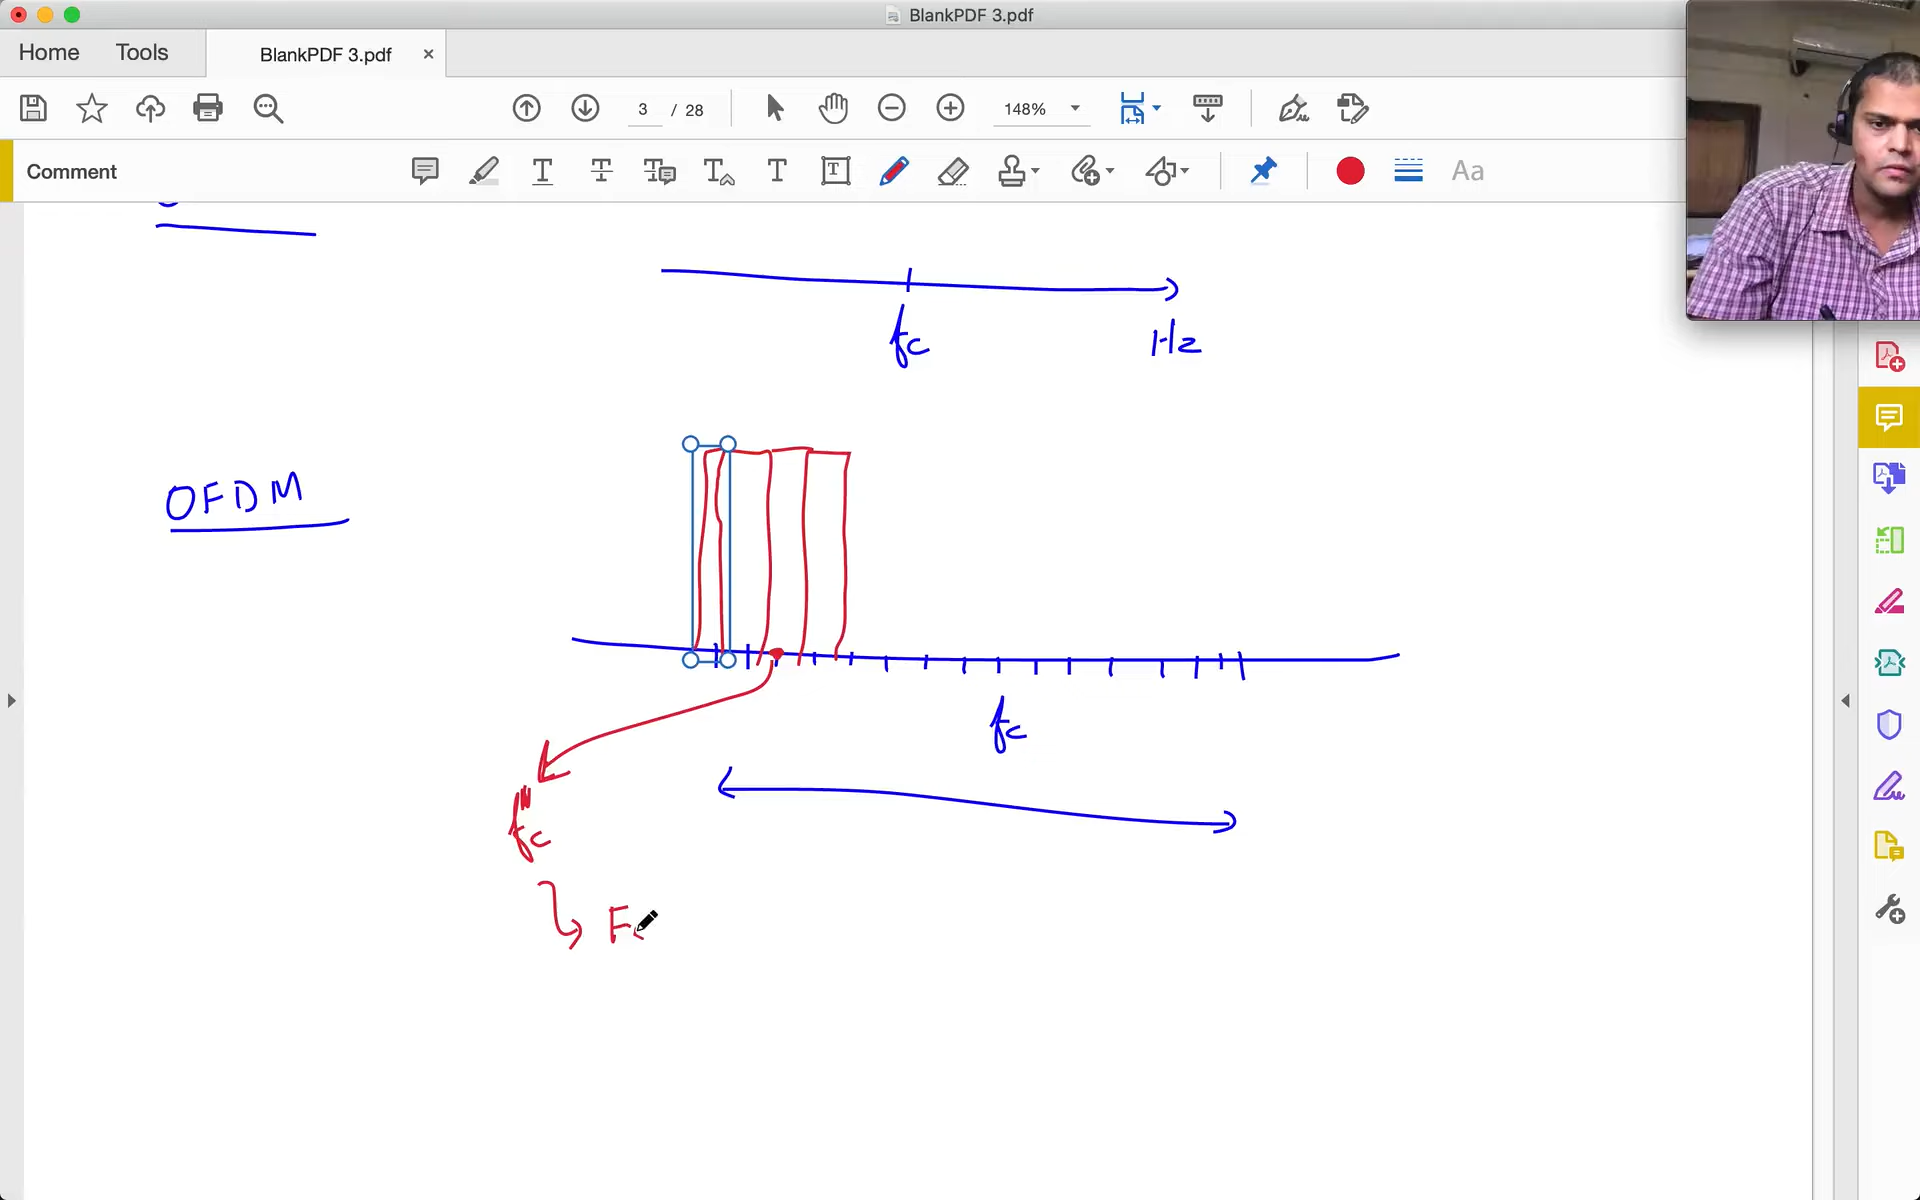 BlankPDF 3.pdf
Home Tools BlankPDF 3.pdf ×
3 / 28 148%
Comment Aa
fc Hz
OFDM
fc
fc